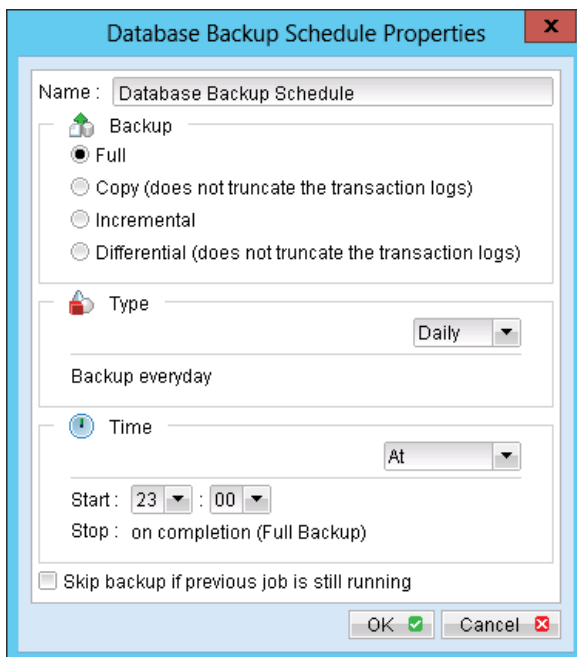 Database Backup Schedule Properties
x
Name : Database Backup Schedule
Backup
Full
Copy (does not truncate the transaction logs)
Incremental
Differential (does not truncate the transaction logs)
Type
Daily
Backup everyday
Time
At
Start : 23 : 00
Stop : on completion (Full Backup)
Skip backup if previous job is still running
OK Cancel